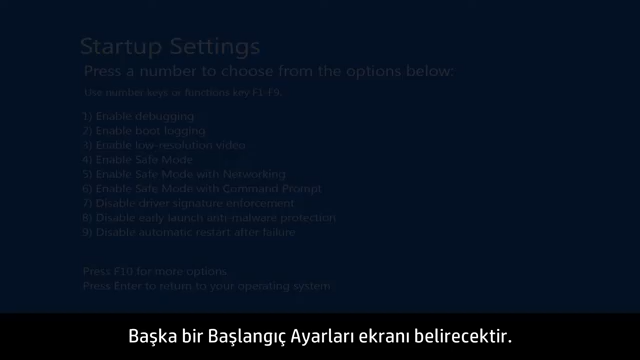 Startup Settings
Press a number to choose from the options below:
Use number keys or functions key F1-F9.
1) Enable debugging
2) Enable boot logging
3) Enable low-resolution video
4) Enable Safe Mode
5) Enable Safe Mode with Networking
6) Enable Safe Mode with Command Prompt
7) Disable driver signature enforcement
8) Disable early launch anti-malware protection
9) Disable automatic restart after failure
Press F10 for more options
Press Enter to return to your operating system
Başka bir Başlangıç Ayarları ekranı belirecektir.